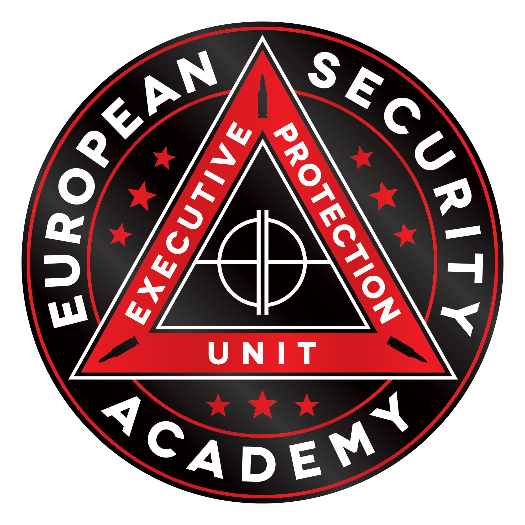 EUROPEAN SECURITY
ACADEMY
EXECUTIVE
PROTECTION
UNIT